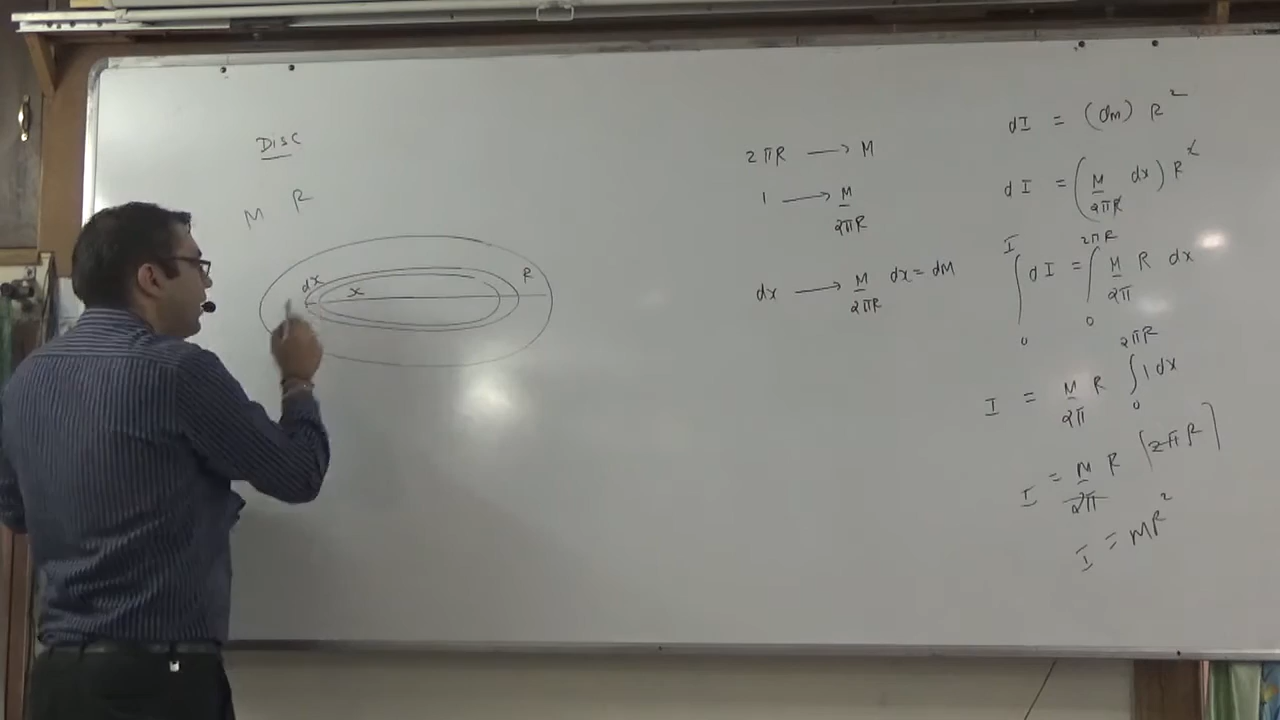 Disc
M R
dx
x
R
2πR → M
1 → M/2πR
dx → M/2πR dx = dM
dI = (dm) R²
dI = (M/2πR dx) R²
∫₀ᴵ dI = ∫₀^2πR M/2π R dx
I = M/2π R ∫₀^2πR 1 dx
I = M/2π R [2πR]
I = MR²